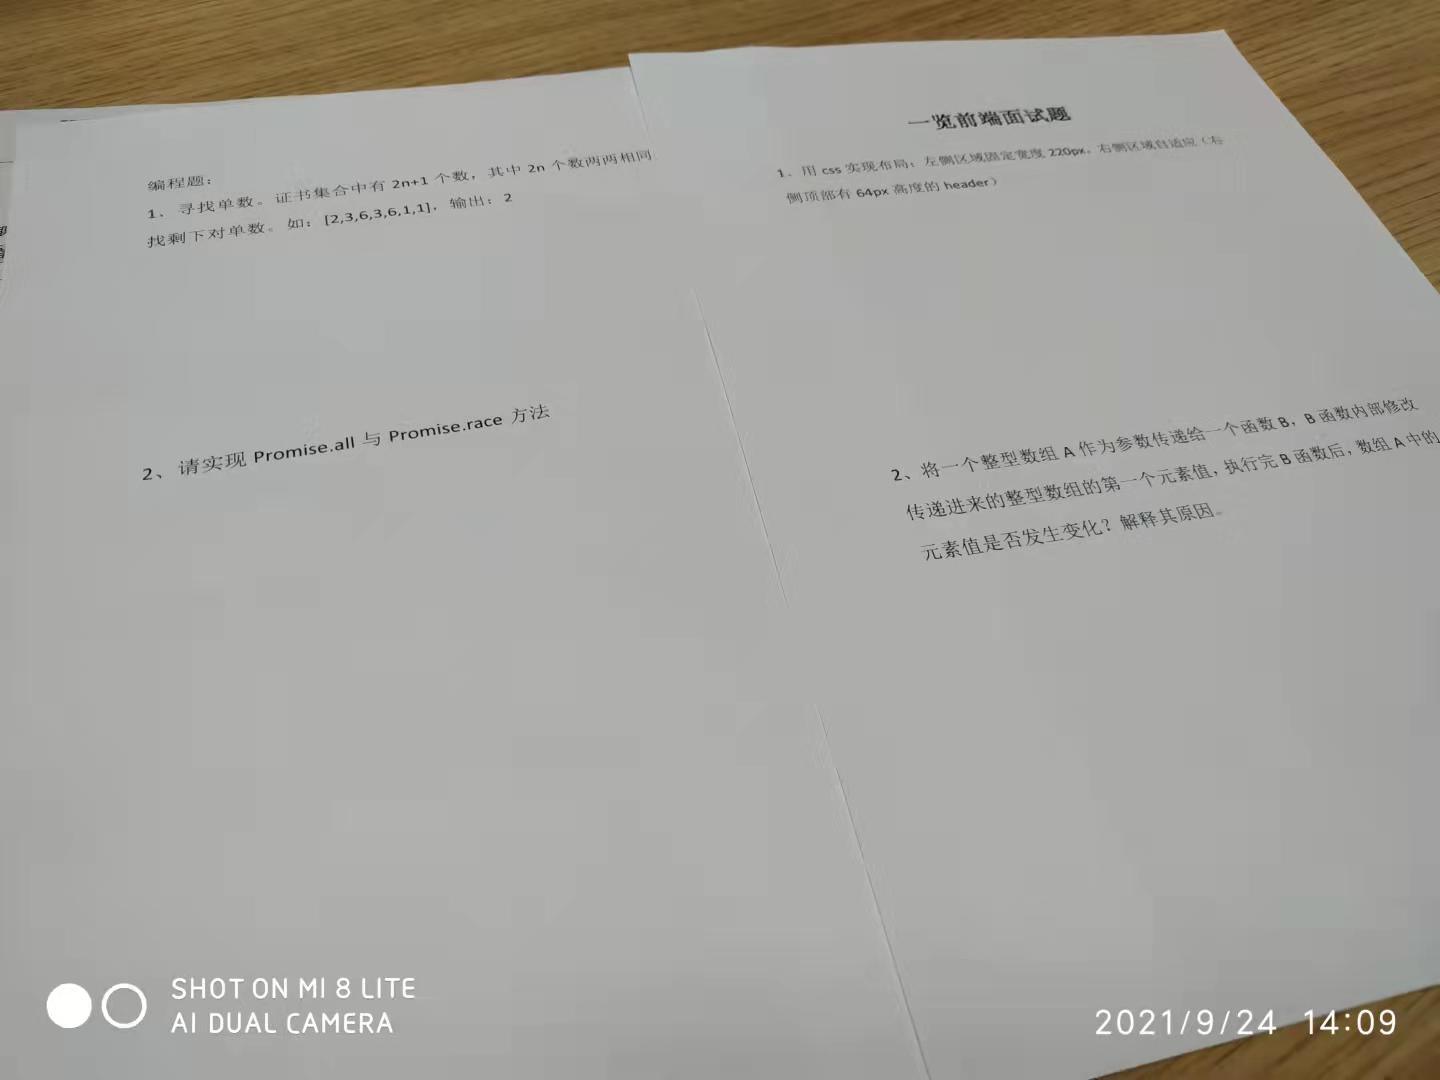 编程题：
1、寻找单数。证书集合中有 2n+1 个数，其中 2n 个数两两相同
找剩下对单数。如：[2,3,6,3,6,1,1]，输出：2
2、请实现 Promise.all 与 Promise.race 方法
一览前端面试题
1、用 css 实现布局：左侧区域固定宽度 220px，右侧区域自适应（右
侧顶部有 64px 高度的 header）
2、将一个整型数组 A 作为参数传递给一个函数 B，B 函数内部修改
传递进来的整型数组的第一个元素值，执行完 B 函数后，数组 A 中的
元素值是否发生变化？解释其原因。
SHOT ON MI 8 LITE
AI DUAL CAMERA
2021/9/24 14:09